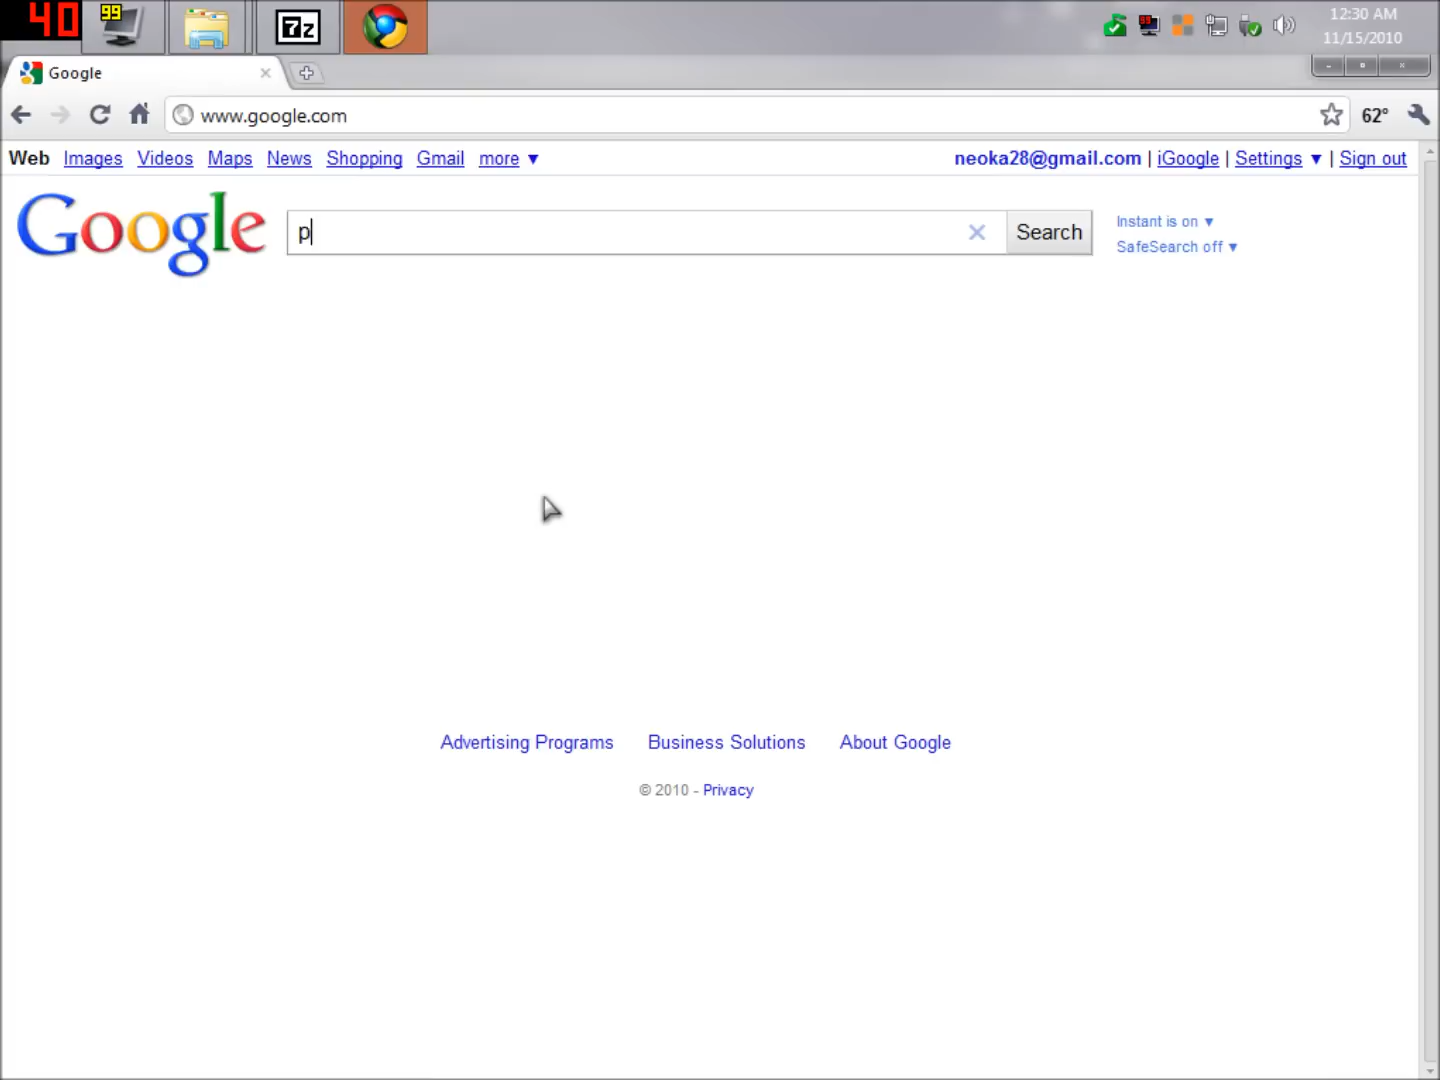 40
99
7z
12:30 AM
11/15/2010
Google
www.google.com
62°
Web Images Videos Maps News Shopping Gmail more ▼
neoka28@gmail.com | iGoogle | Settings ▼ | Sign out
Google
p
Search
Instant is on ▼
SafeSearch off ▼
Advertising Programs Business Solutions About Google
© 2010 - Privacy